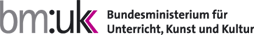 bm:uk Bundesministerium für
Unterricht, Kunst und Kultur